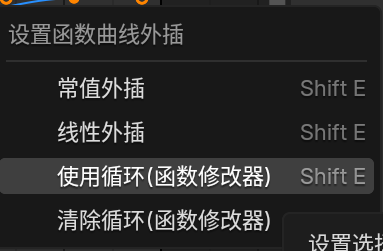 设置函数曲线外插
常值外插 Shift E
线性外插 Shift E
使用循环(函数修改器) Shift E
清除循环(函数修改器)
设置选